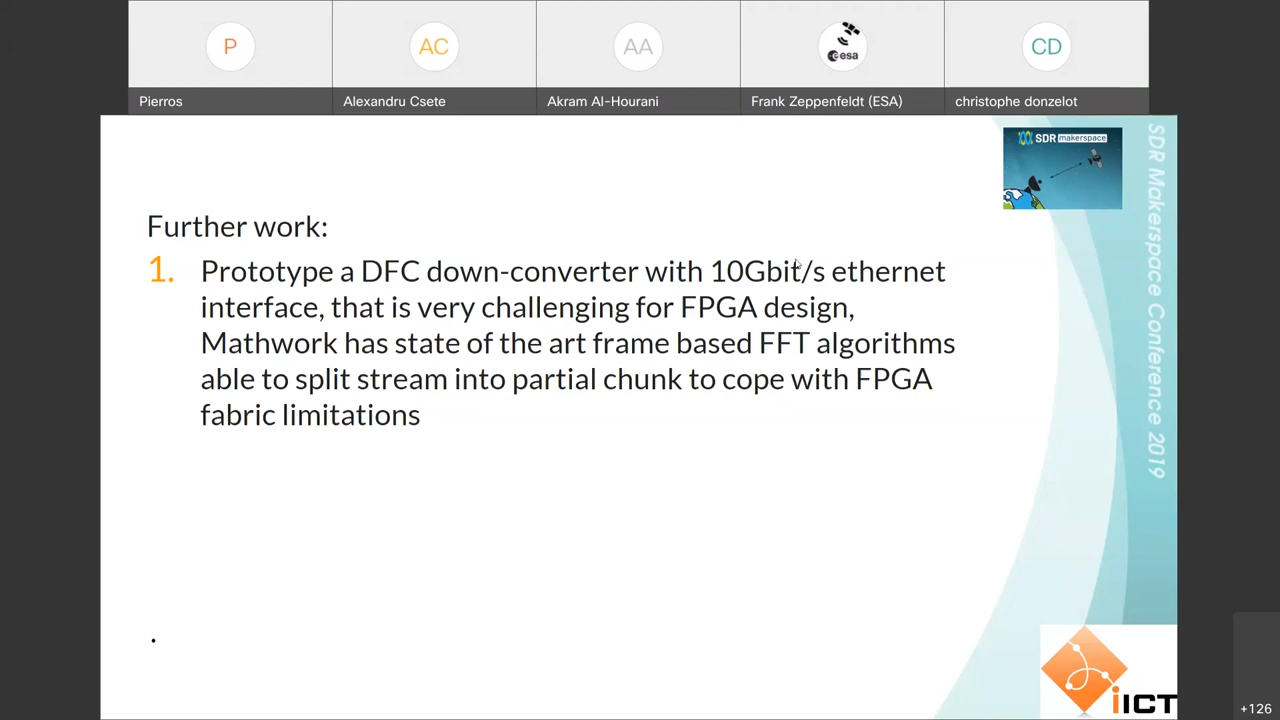 P
AC
AA
esa
CD
Pierros
Alexandru Csete
Akram Al-Hourani
Frank Zeppenfeldt (ESA)
christophe donzelot
SDR makerspace
SDR Makerspace Conference 2019
Further work:
1. Prototype a DFC down-converter with 10Gbit/s ethernet
interface, that is very challenging for FPGA design,
Mathwork has state of the art frame based FFT algorithms
able to split stream into partial chunk to cope with FPGA
fabric limitations
.
iICT
+126